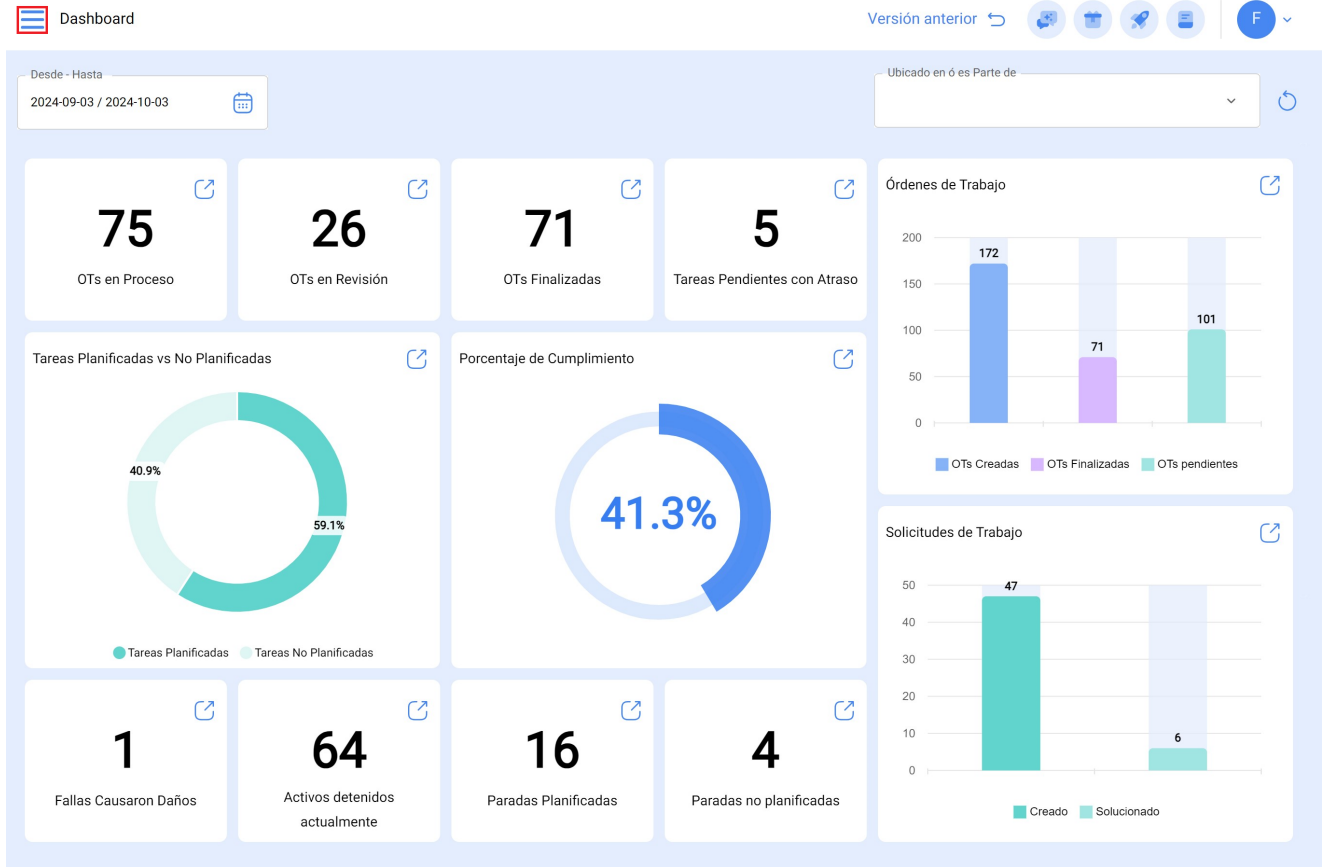 Dashboard
Versión anterior
F
Desde - Hasta
2024-09-03 / 2024-10-03
Ubicado en ó es Parte de
75
OTs en Proceso
26
OTs en Revisión
71
OTs Finalizadas
5
Tareas Pendientes con Atraso
Órdenes de Trabajo
200
150
100
50
0
172
71
101
OTs Creadas
OTs Finalizadas
OTs pendientes
Tareas Planificadas vs No Planificadas
40.9%
59.1%
Tareas Planificadas
Tareas No Planificadas
Porcentaje de Cumplimiento
41.3%
Solicitudes de Trabajo
50
40
30
20
10
0
47
6
Creado
Solucionado
1
Fallas Causaron Daños
64
Activos detenidos
actualmente
16
Paradas Planificadas
4
Paradas no planificadas